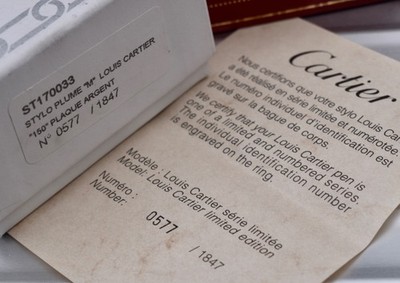 ST170033
STYLO PLUME "M" LOUIS CARTIER
"150" PLAQUE ARGENT
N° 0577 / 1847
Cartier
Nous certifions que votre stylo Louis Car
a été réalisé en série limitée et numérotée.
Le numéro individuel d'identification est
gravé sur la bague de corps.
We certify that your Louis Cartier pen is
one of a limited and numbered series.
The individual identification number
is engraved on the ring.
Modèle : Louis Cartier série limitée
Model: Louis Cartier limited edition
Numéro :
Number:
0577 / 1847